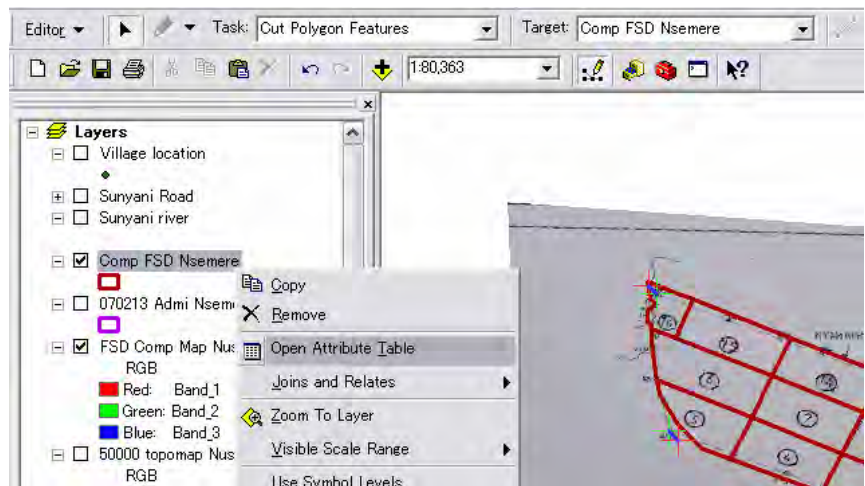 Editor Task: Cut Polygon Features Target: Comp FSD Nsemere
1:80,363
Layers
Village location
Sunyani Road
Sunyani river
Comp FSD Nsemere
070213 Admi Nsem
FSD Comp Map Nus
RGB
Red: Band_1
Green: Band_2
Blue: Band_3
50000 topomap Nus
RGB
Copy
Remove
Open Attribute Table
Joins and Relates
Zoom To Layer
Visible Scale Range
Use Symbol Levels